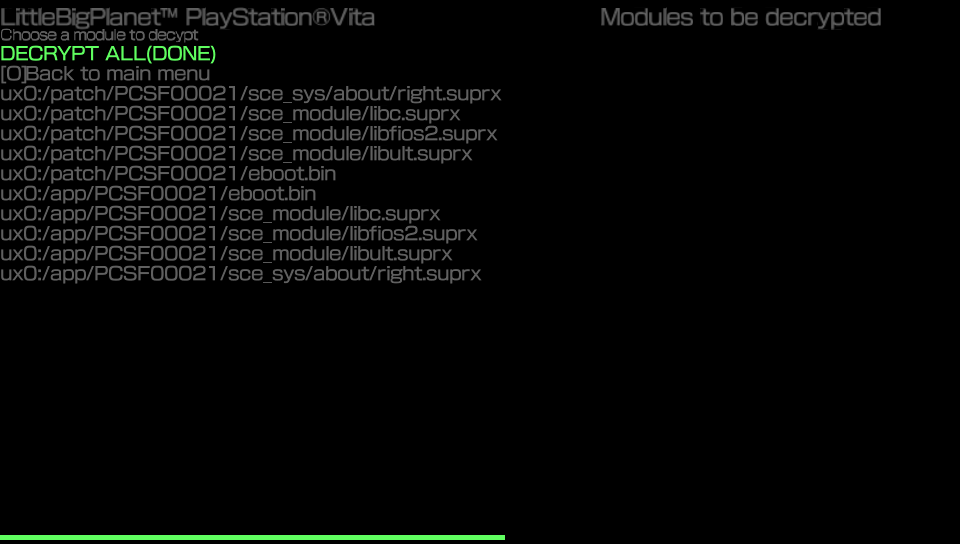 LittleBigPlanet™ PlayStation®Vita
Modules to be decrypted
Choose a module to decypt
DECRYPT ALL(DONE)
[O]Back to main menu
ux0:/patch/PCSF00021/sce_sys/about/right.suprx
ux0:/patch/PCSF00021/sce_module/libc.suprx
ux0:/patch/PCSF00021/sce_module/libfios2.suprx
ux0:/patch/PCSF00021/sce_module/libult.suprx
ux0:/patch/PCSF00021/eboot.bin
ux0:/app/PCSF00021/eboot.bin
ux0:/app/PCSF00021/sce_module/libc.suprx
ux0:/app/PCSF00021/sce_module/libfios2.suprx
ux0:/app/PCSF00021/sce_module/libult.suprx
ux0:/app/PCSF00021/sce_sys/about/right.suprx